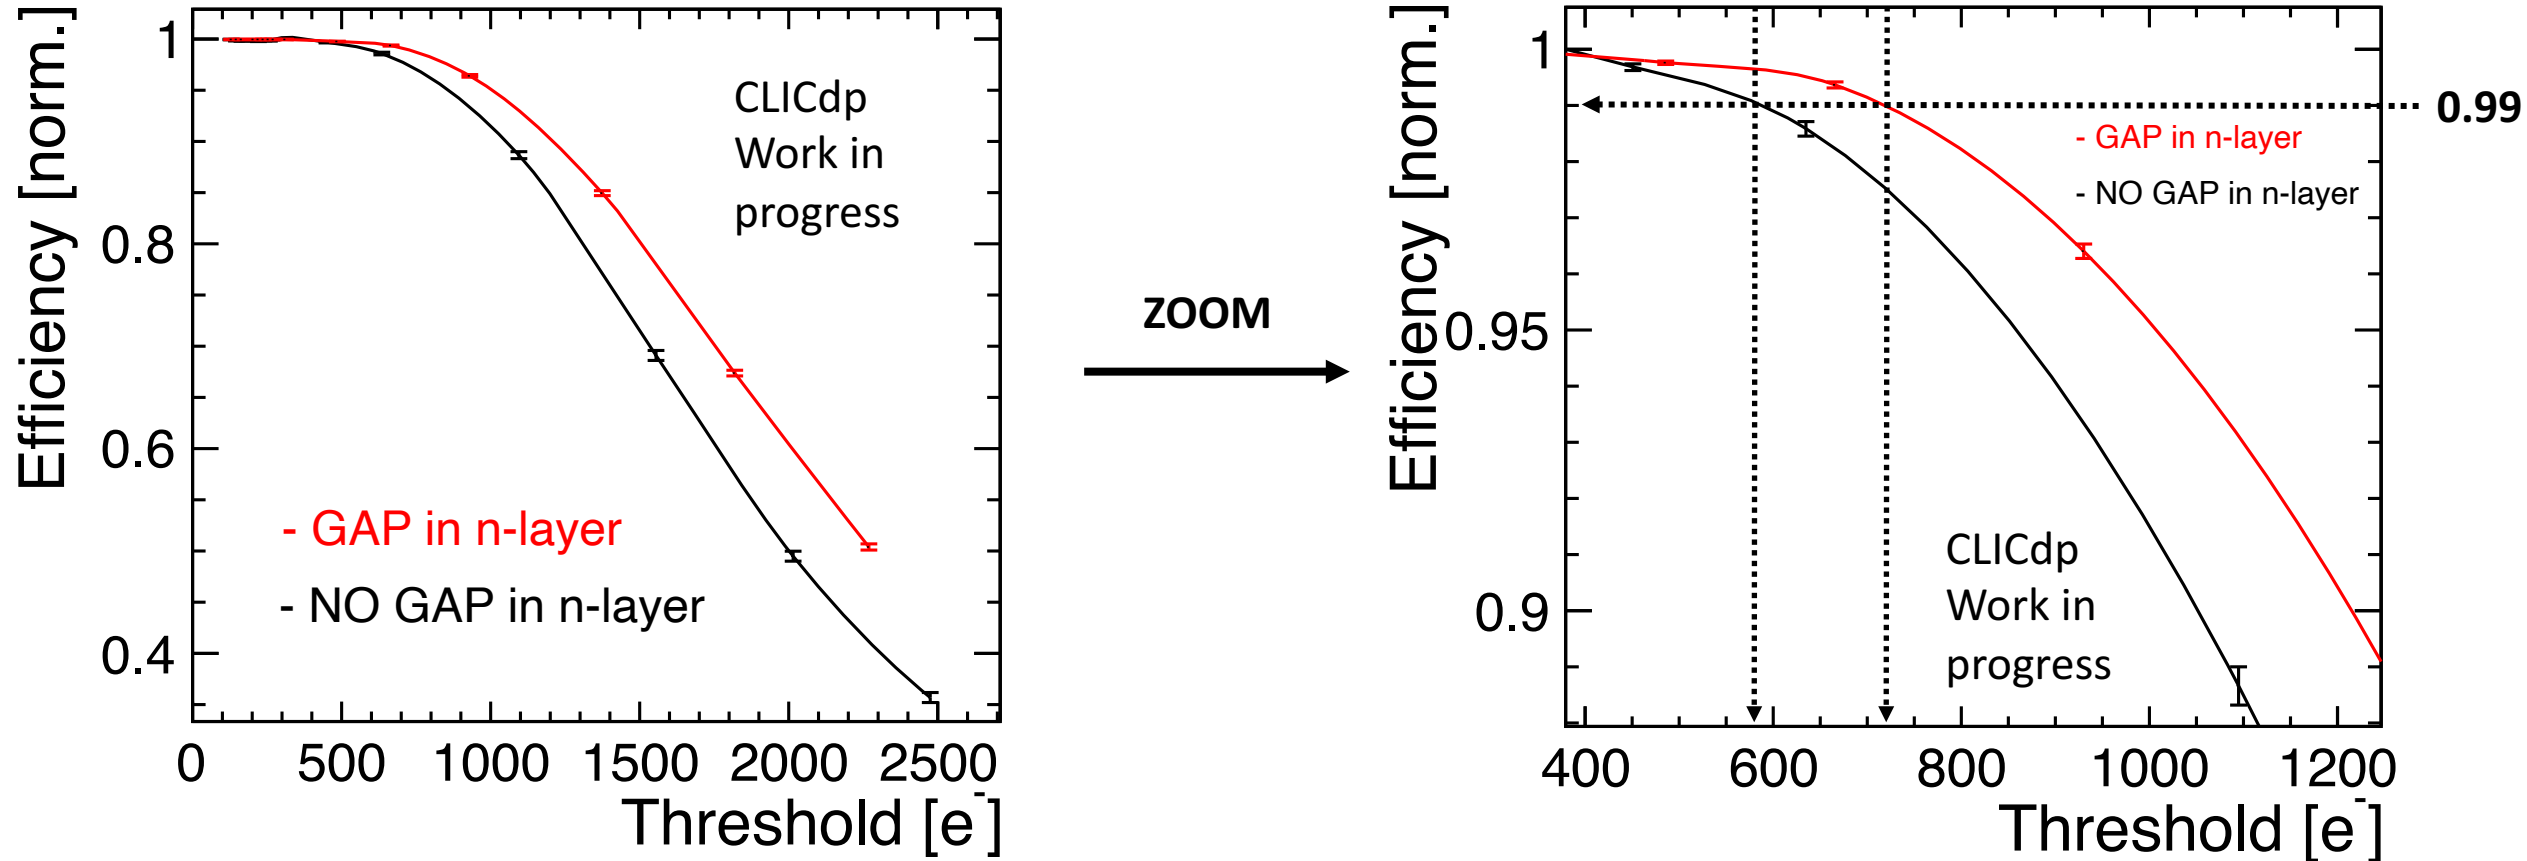 Efficiency [norm.]
1
0.8
0.6
0.4
CLICdp
Work in
progress
- GAP in n-layer
- NO GAP in n-layer
0 500 1000 1500 2000 2500
Threshold [e-]
ZOOM
Efficiency [norm.]
1
0.95
0.9
0.99
- GAP in n-layer
- NO GAP in n-layer
CLICdp
Work in
progress
400 600 800 1000 1200
Threshold [e-]